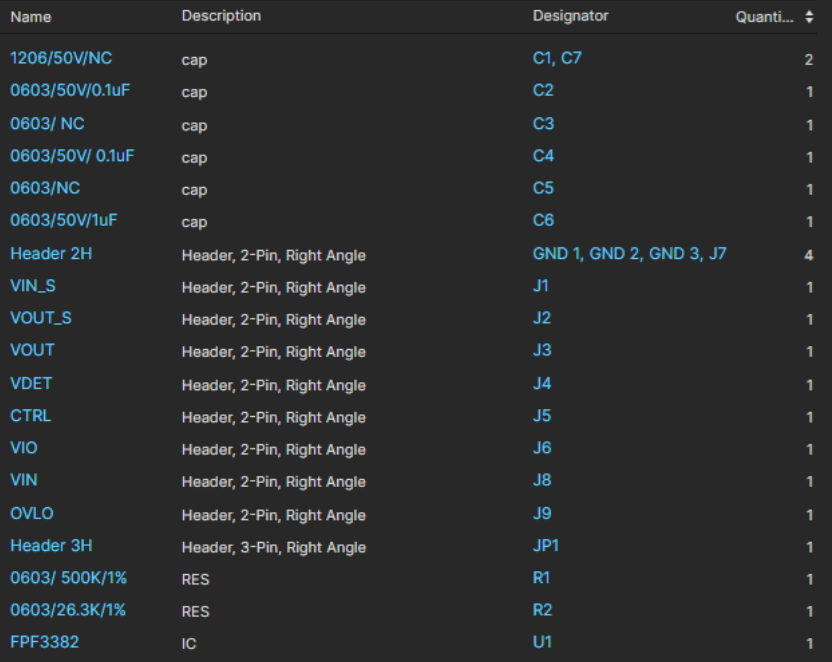 Name Description Designator Quanti...
1206/50V/NC cap C1, C7 2
0603/50V/0.1uF cap C2 1
0603/ NC cap C3 1
0603/50V/ 0.1uF cap C4 1
0603/NC cap C5 1
0603/50V/1uF cap C6 1
Header 2H Header, 2-Pin, Right Angle GND 1, GND 2, GND 3, J7 4
VIN_S Header, 2-Pin, Right Angle J1 1
VOUT_S Header, 2-Pin, Right Angle J2 1
VOUT Header, 2-Pin, Right Angle J3 1
VDET Header, 2-Pin, Right Angle J4 1
CTRL Header, 2-Pin, Right Angle J5 1
VIO Header, 2-Pin, Right Angle J6 1
VIN Header, 2-Pin, Right Angle J8 1
OVLO Header, 2-Pin, Right Angle J9 1
Header 3H Header, 3-Pin, Right Angle JP1 1
0603/ 500K/1% RES R1 1
0603/26.3K/1% RES R2 1
FPF3382 IC U1 1